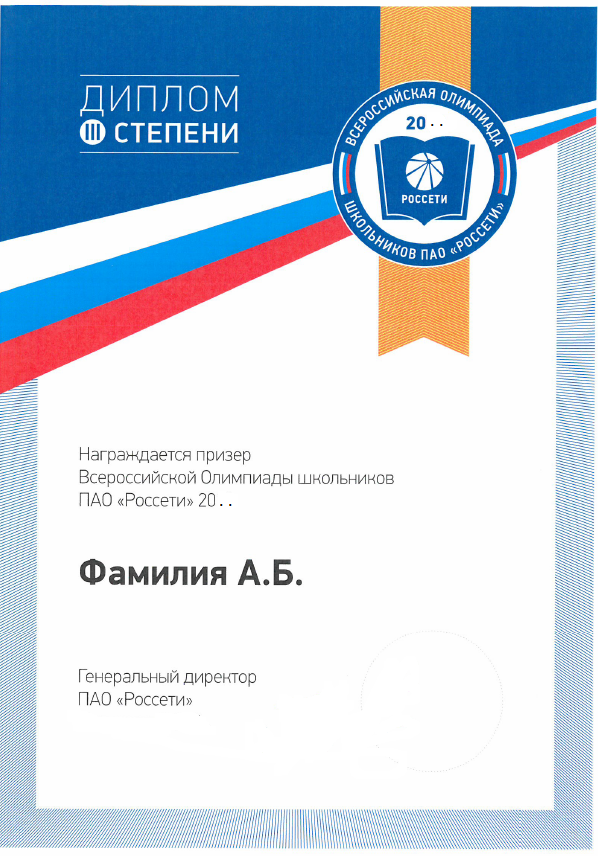 ДИПЛОМ
III СТЕПЕНИ
ВСЕРОССИЙСКАЯ ОЛИМПИАДА
20 . .
РОССЕТИ
ШКОЛЬНИКОВ ПАО «РОССЕТИ»
Награждается призер
Всероссийской Олимпиады школьников
ПАО «Россети» 20 . .
Фамилия А.Б.
Генеральный директор
ПАО «Россети»